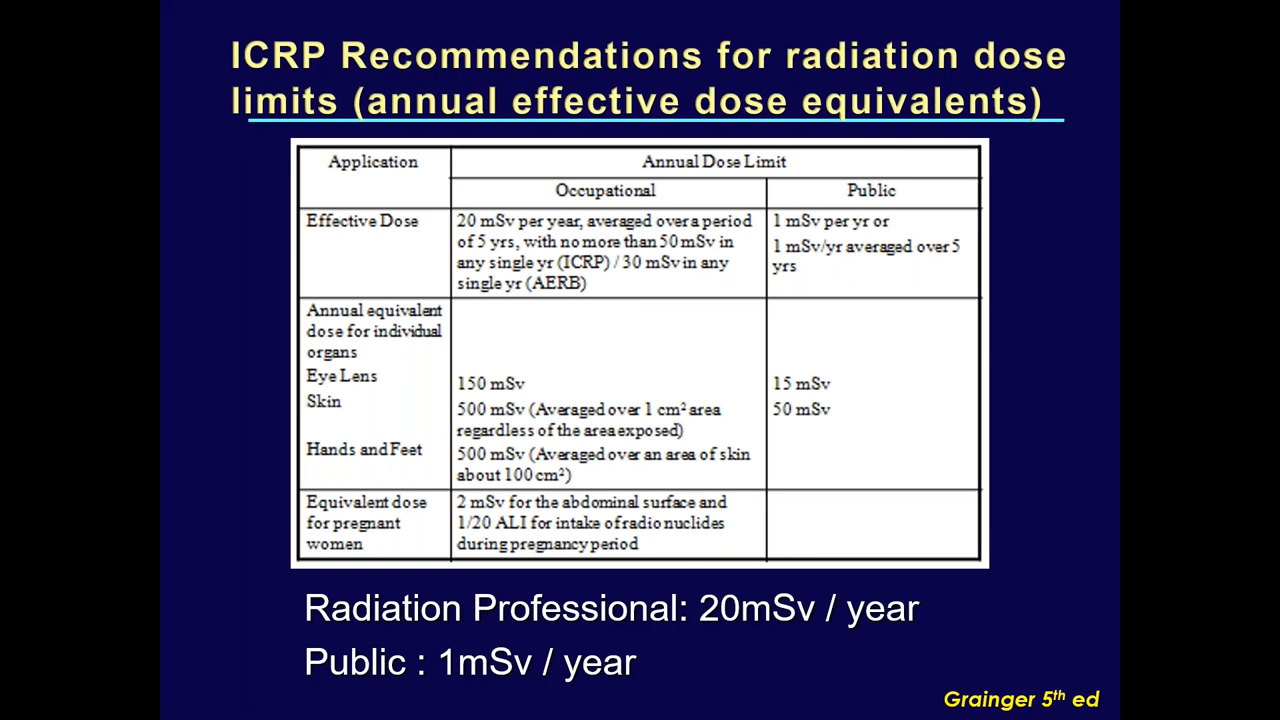 ICRP Recommendations for radiation dose
limits (annual effective dose equivalents)
Application
Annual Dose Limit
Occupational
Public
Effective Dose
20 mSv per year, averaged over a period
of 5 yrs, with no more than 50 mSv in
any single yr (ICRP) / 30 mSv in any
single yr (AERB)
1 mSv per yr or
1 mSv/yr averaged over 5
yrs
Annual equivalent
dose for individual
organs
Eye Lens
150 mSv
15 mSv
Skin
500 mSv (Averaged over 1 cm² area
regardless of the area exposed)
50 mSv
Hands and Feet
500 mSv (Averaged over an area of skin
about 100 cm²)
Equivalent dose
for pregnant
women
2 mSv for the abdominal surface and
1/20 ALI for intake of radio nuclides
during pregnancy period
Radiation Professional: 20mSv / year
Public : 1mSv / year
Grainger 5th ed